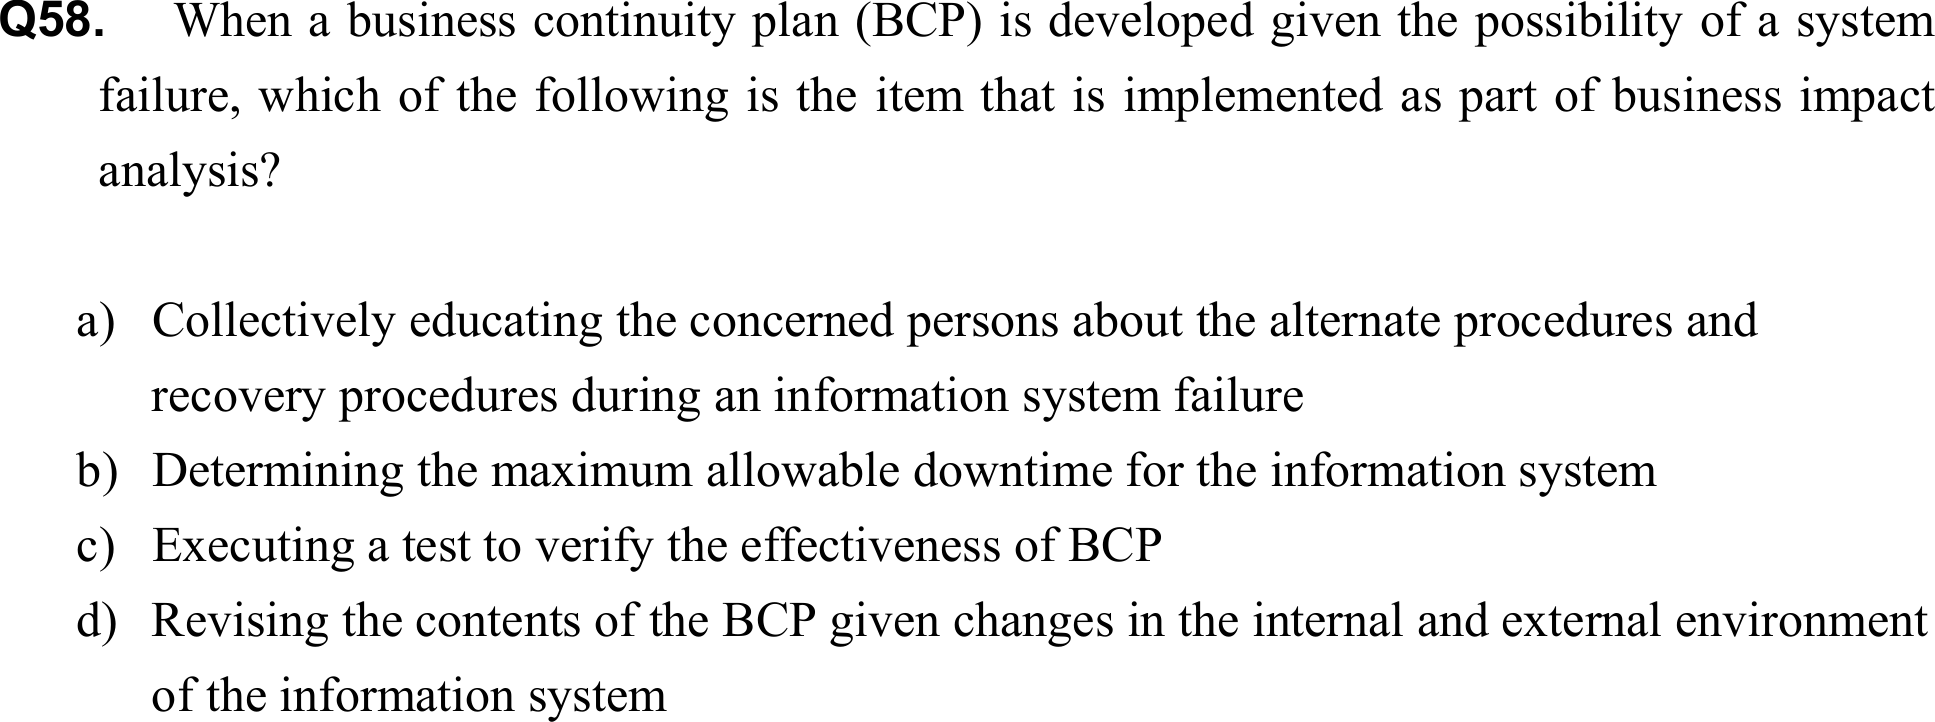 Q58. When a business continuity plan (BCP) is developed given the possibility of a system
failure, which of the following is the item that is implemented as part of business impact
analysis?
a) Collectively educating the concerned persons about the alternate procedures and
recovery procedures during an information system failure
b) Determining the maximum allowable downtime for the information system
c) Executing a test to verify the effectiveness of BCP
d) Revising the contents of the BCP given changes in the internal and external environment
of the information system